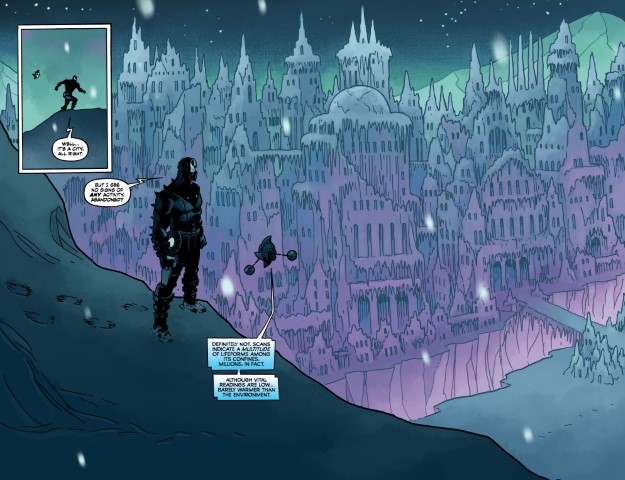 WELL...
IT'S A CITY,
ALL RIGHT.
BUT I SEE
NO SIGNS OF
ANY ACTIVITY.
ABANDONED?
DEFINITELY NOT. SCANS
INDICATE A MULTITUDE
OF LIFEFORMS AMONG
ITS CONFINES,
MILLIONS, IN FACT.
ALTHOUGH VITAL
READINGS ARE LOW...
BARELY WARMER THAN
THE ENVIRONMENT.